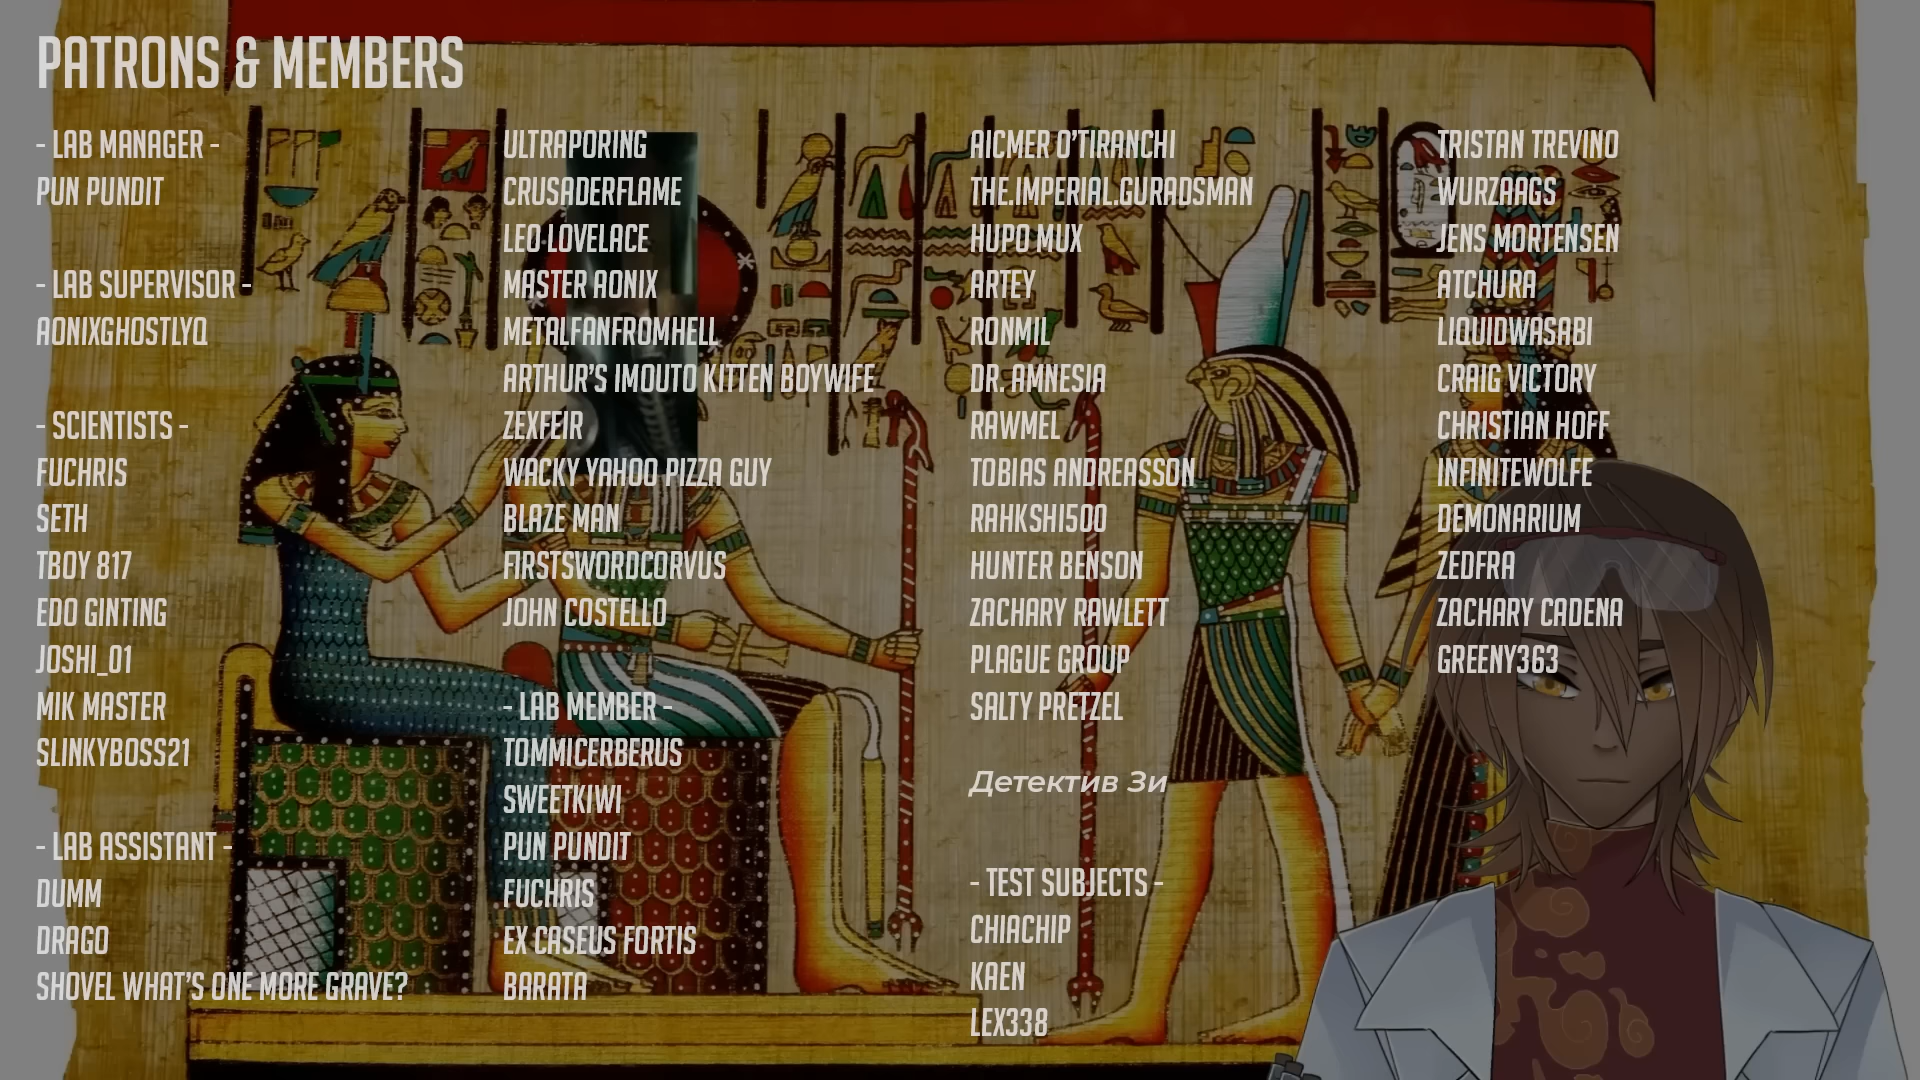 PATRONS & MEMBERS
- LAB MANAGER -
PUN PUNDIT
- LAB SUPERVISOR -
AONIXGHOSTLYQ
- SCIENTISTS -
FUCHRIS
SETH
TBOY 817
EDO GINTING
JOSHI_01
MIK MASTER
SLINKYBOSS21
- LAB ASSISTANT -
DUMM
DRAGO
SHOVEL WHAT'S ONE MORE GRAVE?
ULTRAPORING
CRUSADERFLAME
LEO LOVELACE
MASTER AONIX
METALFANFROMHELL
ARTHUR'S IMOUTO KITTEN BOYWIFE
ZEXFEIR
WACKY YAHOO PIZZA GUY
BLAZE MAN
FIRSTSWORDCORVUS
JOHN COSTELLO
- LAB MEMBER -
TOMMICERBERUS
SWEETKIWI
PUN PUNDIT
FUCHRIS
EX CASEUS FORTIS
BARATA
AICMER O'TIRANCHI
THE.IMPERIAL.GURADSMAN
HUPO MUX
ARTEY
RONMIL
DR. AMNESIA
RAWMEL
TOBIAS ANDREASSON
RAHKSHI500
HUNTER BENSON
ZACHARY RAWLETT
PLAGUE GROUP
SALTY PRETZEL
Детектив Зи
- TEST SUBJECTS -
CHIACHIP
KAEN
LEX338
TRISTAN TREVINO
WURZAAGS
JENS MORTENSEN
ATCHURA
LIQUIDWASABI
CRAIG VICTORY
CHRISTIAN HOFF
INFINITEWOLFE
DEMONARIUM
ZEDFRA
ZACHARY CADENA
GREENY363